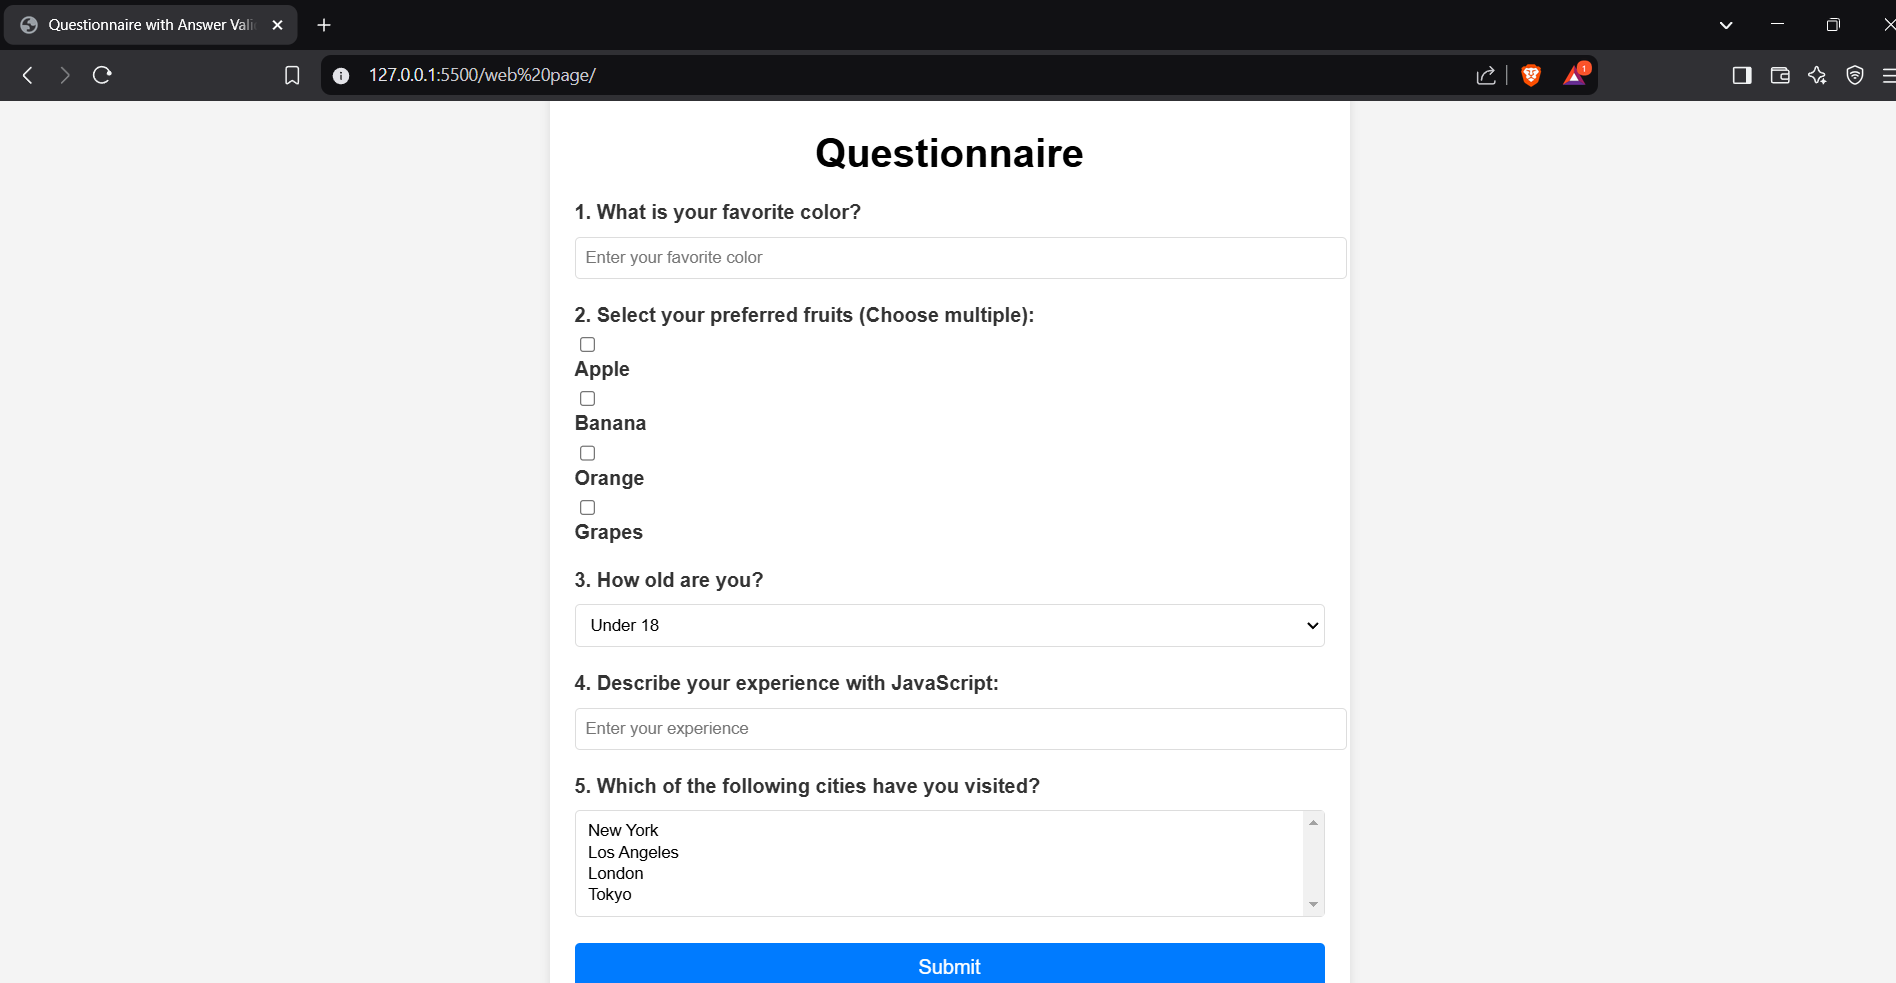 Questionnaire with Answer Vali
127.0.0.1:5500/web%20page/
1
Questionnaire
1. What is your favorite color?
Enter your favorite color
2. Select your preferred fruits (Choose multiple):
Apple
Banana
Orange
Grapes
3. How old are you?
Under 18
4. Describe your experience with JavaScript:
Enter your experience
5. Which of the following cities have you visited?
New York
Los Angeles
London
Tokyo
Submit